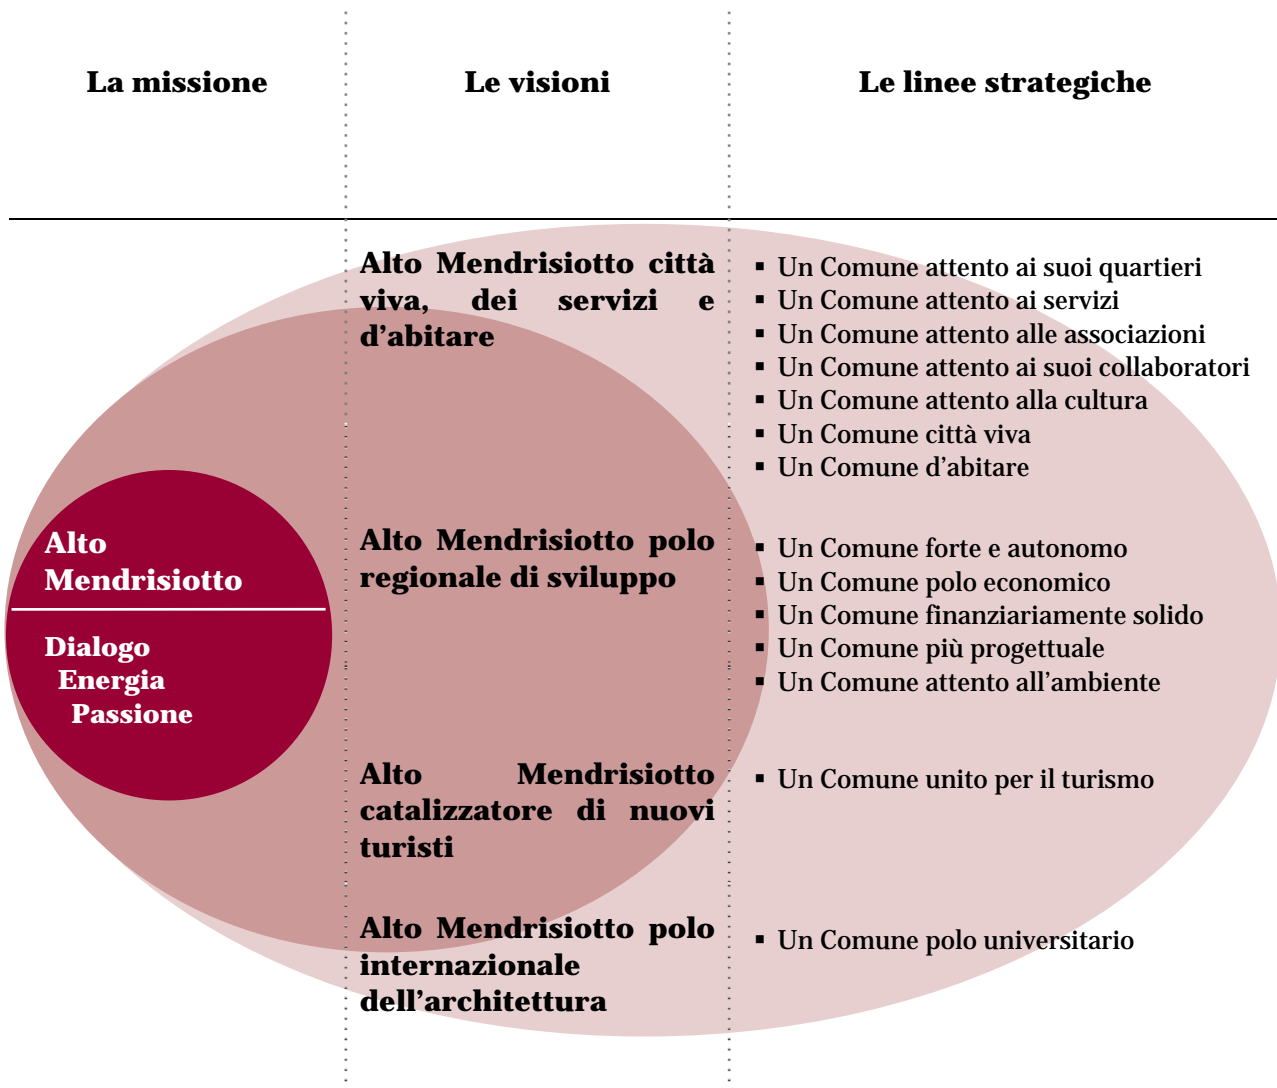 La missione
Le visioni
Le linee strategiche
Alto
Mendrisiotto
Dialogo
Energia
Passione
Alto Mendrisiotto città
viva, dei servizi e
d'abitare
▪ Un Comune attento ai suoi quartieri
▪ Un Comune attento ai servizi
▪ Un Comune attento alle associazioni
▪ Un Comune attento ai suoi collaboratori
▪ Un Comune attento alla cultura
▪ Un Comune città viva
▪ Un Comune d'abitare
Alto Mendrisiotto polo
regionale di sviluppo
▪ Un Comune forte e autonomo
▪ Un Comune polo economico
▪ Un Comune finanziariamente solido
▪ Un Comune più progettuale
▪ Un Comune attento all'ambiente
Alto Mendrisiotto
catalizzatore di nuovi
turisti
▪ Un Comune unito per il turismo
Alto Mendrisiotto polo
internazionale
dell'architettura
▪ Un Comune polo universitario